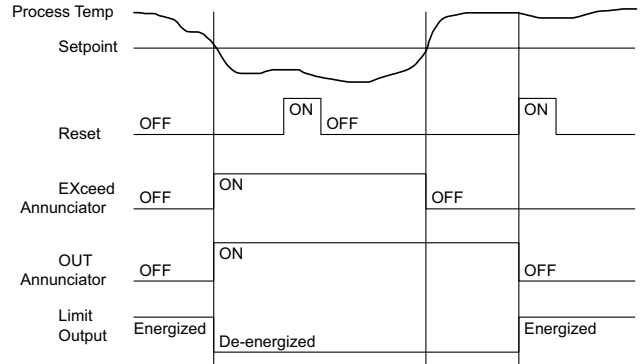 Process Temp
Setpoint
Reset
OFF
ON
OFF
ON
EXceed
Annunciator
OFF
ON
OFF
OUT
Annunciator
OFF
ON
OFF
Limit
Output
Energized
De-energized
Energized